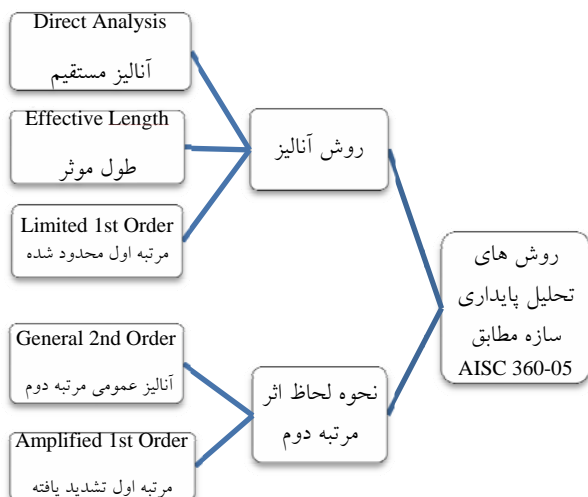 روش های
تحلیل پایداری
سازه مطابق
AISC 360-05
روش آنالیز
Direct Analysis
آنالیز مستقیم
Effective Length
طول موثر
Limited 1st Order
مرتبه اول محدود شده
نحوه لحاظ اثر
مرتبه دوم
General 2nd Order
آنالیز عمومی مرتبه دوم
Amplified 1st Order
مرتبه اول تشدید یافته